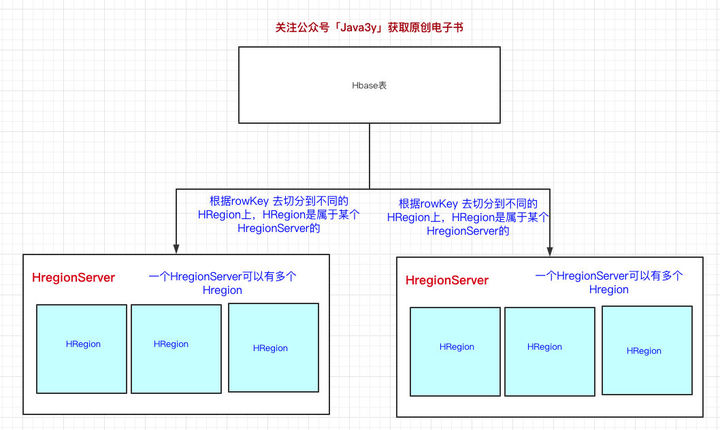 关注公众号「Java3y」获取原创电子书
Hbase表
根据rowKey 去切分到不同的
HRegion上，HRegion是属于某个
HregionServer的
根据rowKey 去切分到不同的
HRegion上，HRegion是属于某个
HregionServer的
HregionServer
一个HregionServer可以有多个
Hregion
HRegion
HRegion
HRegion
HregionServer
一个HregionServer可以有多个
Hregion
HRegion
HRegion
HRegion